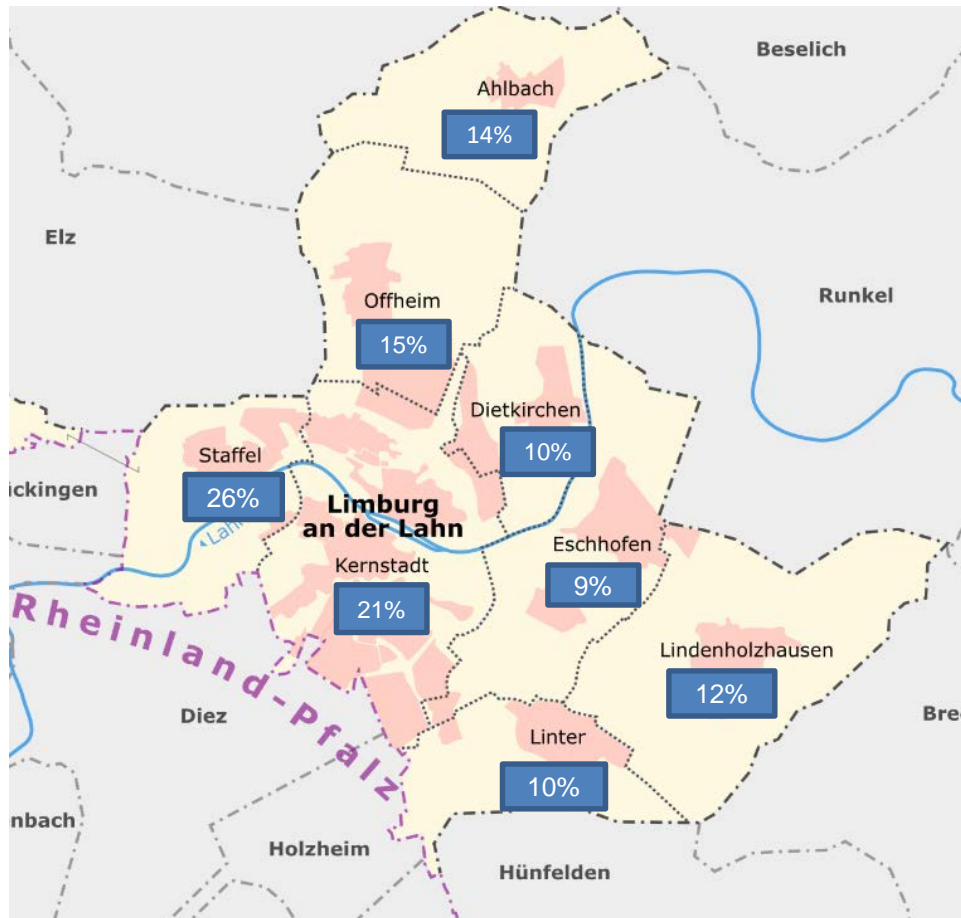 Beselich
Ahlbach
14%
Elz
Runkel
Offheim
15%
Dietkirchen
10%
Staffel
26%
ückingen
Limburg
an der Lahn
Lahn
Eschhofen
9%
Kernstadt
21%
Rheinland-Pfalz
Lindenholzhausen
12%
Diez
Bre
Linter
10%
nbach
Holzheim
Hünfelden